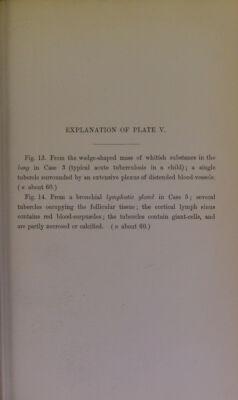 EXPLANATION OF PLATE V.
Fig. 13. From the wedge-shaped mass of whitish substance in the
lung in Case 3 (typical acute tuberculosis in a child); a single
tubercle surrounded by an extensive plexus of distended blood-vessels.
(× about 60.)
Fig. 14. From a bronchial lymphatic gland in Case 5; several
tubercles occupying the follicular tissue; the cortical lymph sinus
contains red blood-corpuscles; the tubercles contain giant-cells, and
are partly necrosed or calcified. (× about 60.)